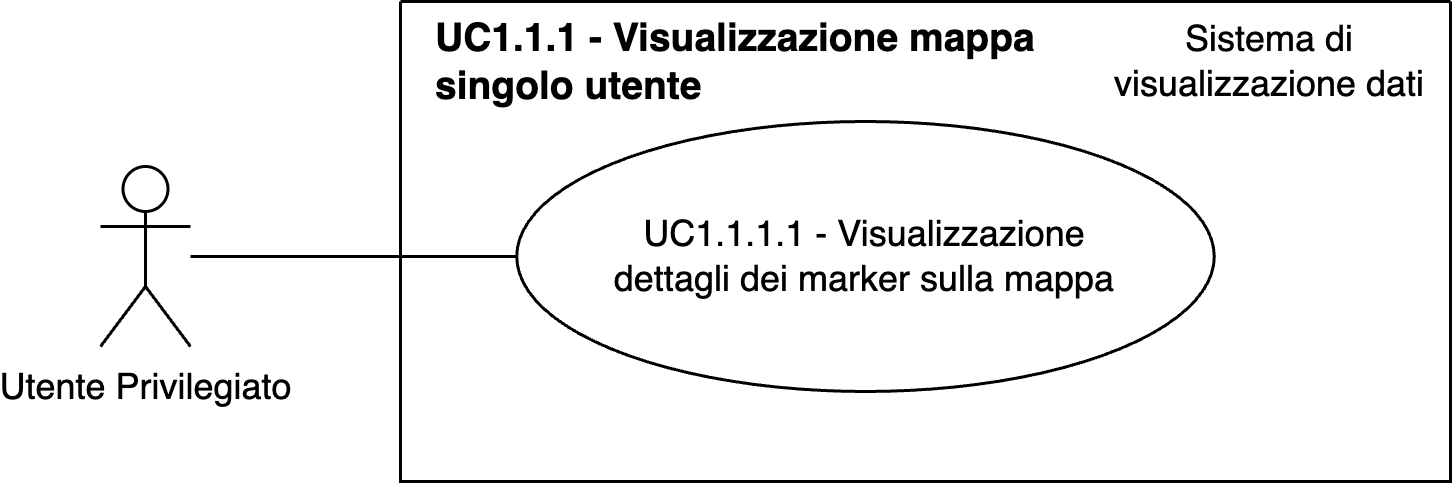 UC1.1.1 - Visualizzazione mappa
singolo utente
Sistema di
visualizzazione dati
UC1.1.1.1 - Visualizzazione
dettagli dei marker sulla mappa
Utente Privilegiato